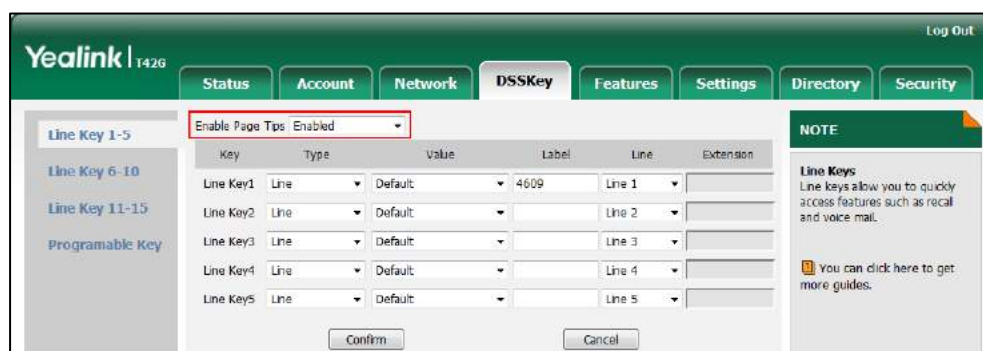 Log Out
Yealink T42G
Status Account Network DSSKey Features Settings Directory Security
Line Key 1-5
Line Key 6-10
Line Key 11-15
Programable Key
Enable Page Tips Enabled
Key Type Value Label Line Extension
Line Key1 Line Default 4609 Line 1
Line Key2 Line Default Line 2
Line Key3 Line Default Line 3
Line Key4 Line Default Line 4
Line Key5 Line Default Line 5
Confirm Cancel
NOTE
Line Keys
Line keys allow you to quickly
access features such as recall
and voice mail.
You can click here to get
more guides.